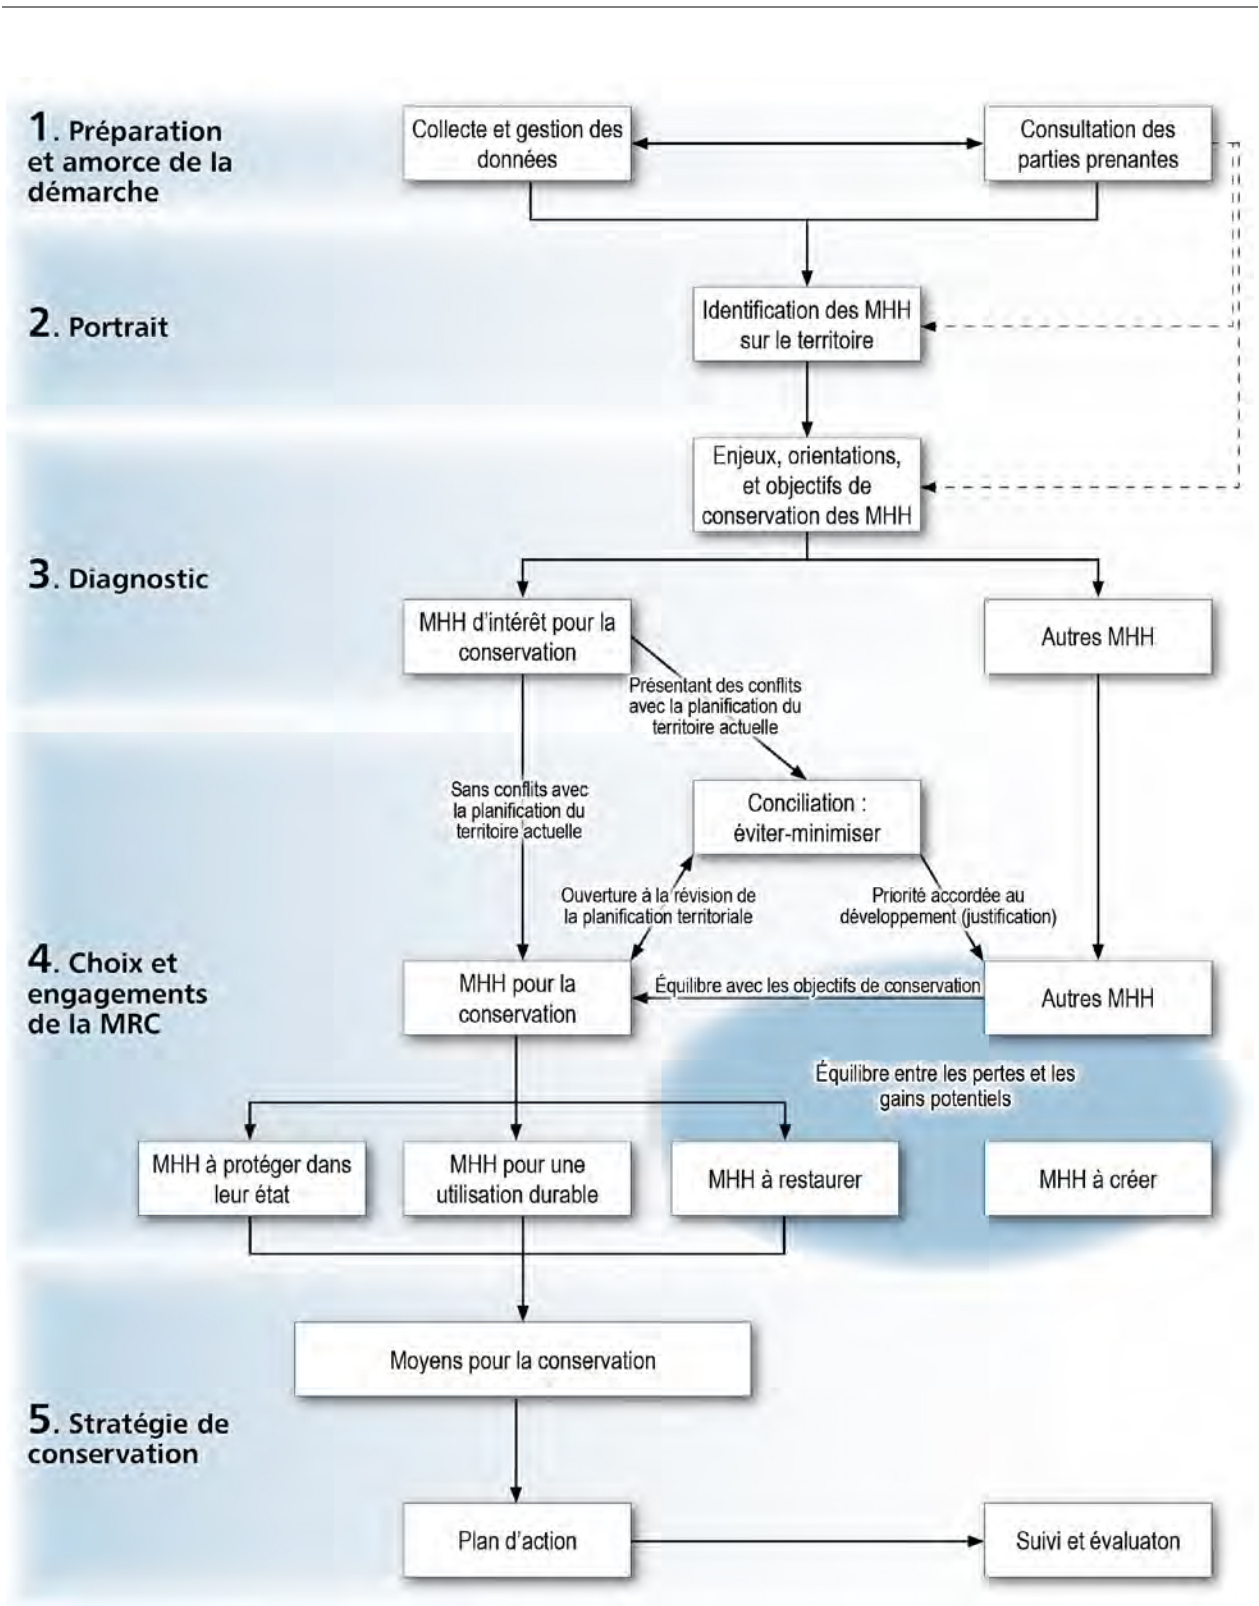 1. Préparation
et amorce de la
démarche
Collecte et gestion des
données
Consultation des
parties prenantes
2. Portrait
Identification des MHH
sur le territoire
Enjeux, orientations,
et objectifs de
conservation des MHH
3. Diagnostic
MHH d'intérêt pour la
conservation
Autres MHH
Présentant des conflits
avec la planification du
territoire actuelle
Sans conflits avec
la planification du
territoire actuelle
Conciliation :
éviter-minimiser
Ouverture à la révision de
la planification territoriale
Priorité accordée au
développement (justification)
4. Choix et
engagements
de la MRC
MHH pour la
conservation
Équilibre avec les objectifs de conservation
Autres MHH
Équilibre entre les pertes et les
gains potentiels
MHH à protéger dans
leur état
MHH pour une
utilisation durable
MHH à restaurer
MHH à créer
Moyens pour la conservation
5. Stratégie de
conservation
Plan d'action
Suivi et évaluaton